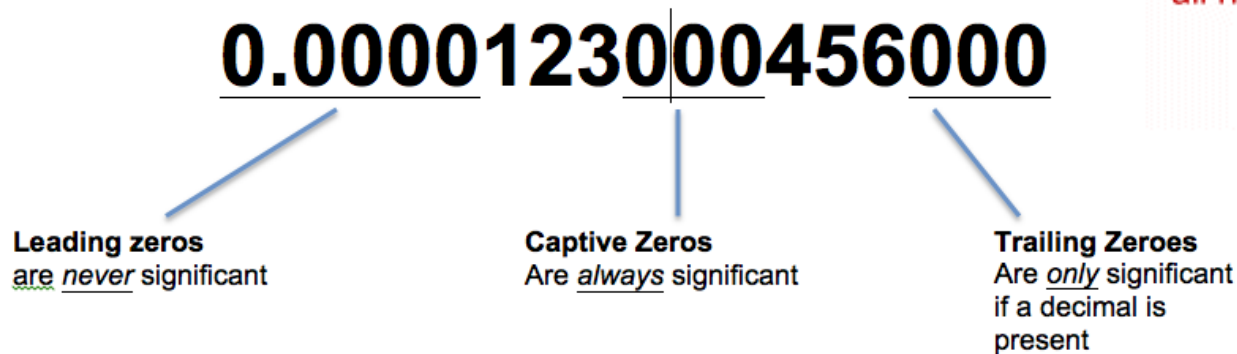 0.0000123000456000
Leading zeros
are never significant
Captive Zeros
Are always significant
Trailing Zeroes
Are only significant
if a decimal is
present